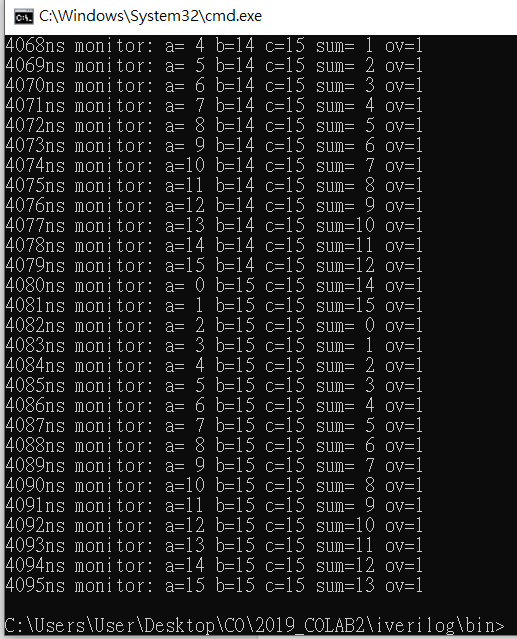 C:\Windows\System32\cmd.exe
4068ns monitor: a= 4 b=14 c=15 sum= 1 ov=1
4069ns monitor: a= 5 b=14 c=15 sum= 2 ov=1
4070ns monitor: a= 6 b=14 c=15 sum= 3 ov=1
4071ns monitor: a= 7 b=14 c=15 sum= 4 ov=1
4072ns monitor: a= 8 b=14 c=15 sum= 5 ov=1
4073ns monitor: a= 9 b=14 c=15 sum= 6 ov=1
4074ns monitor: a=10 b=14 c=15 sum= 7 ov=1
4075ns monitor: a=11 b=14 c=15 sum= 8 ov=1
4076ns monitor: a=12 b=14 c=15 sum= 9 ov=1
4077ns monitor: a=13 b=14 c=15 sum=10 ov=1
4078ns monitor: a=14 b=14 c=15 sum=11 ov=1
4079ns monitor: a=15 b=14 c=15 sum=12 ov=1
4080ns monitor: a= 0 b=15 c=15 sum=14 ov=1
4081ns monitor: a= 1 b=15 c=15 sum=15 ov=1
4082ns monitor: a= 2 b=15 c=15 sum= 0 ov=1
4083ns monitor: a= 3 b=15 c=15 sum= 1 ov=1
4084ns monitor: a= 4 b=15 c=15 sum= 2 ov=1
4085ns monitor: a= 5 b=15 c=15 sum= 3 ov=1
4086ns monitor: a= 6 b=15 c=15 sum= 4 ov=1
4087ns monitor: a= 7 b=15 c=15 sum= 5 ov=1
4088ns monitor: a= 8 b=15 c=15 sum= 6 ov=1
4089ns monitor: a= 9 b=15 c=15 sum= 7 ov=1
4090ns monitor: a=10 b=15 c=15 sum= 8 ov=1
4091ns monitor: a=11 b=15 c=15 sum= 9 ov=1
4092ns monitor: a=12 b=15 c=15 sum=10 ov=1
4093ns monitor: a=13 b=15 c=15 sum=11 ov=1
4094ns monitor: a=14 b=15 c=15 sum=12 ov=1
4095ns monitor: a=15 b=15 c=15 sum=13 ov=1
C:\Users\User\Desktop\CO\2019_COLAB2\iverilog\bin>